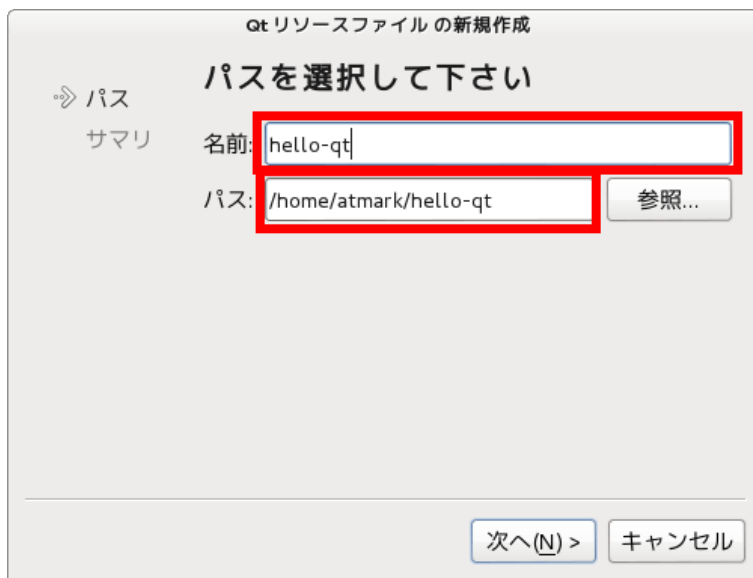 Qt リソースファイル の新規作成
パスを選択して下さい
パス
サマリ
名前: hello-qt
パス: /home/atmark/hello-qt 参照...
次へ(N) > キャンセル